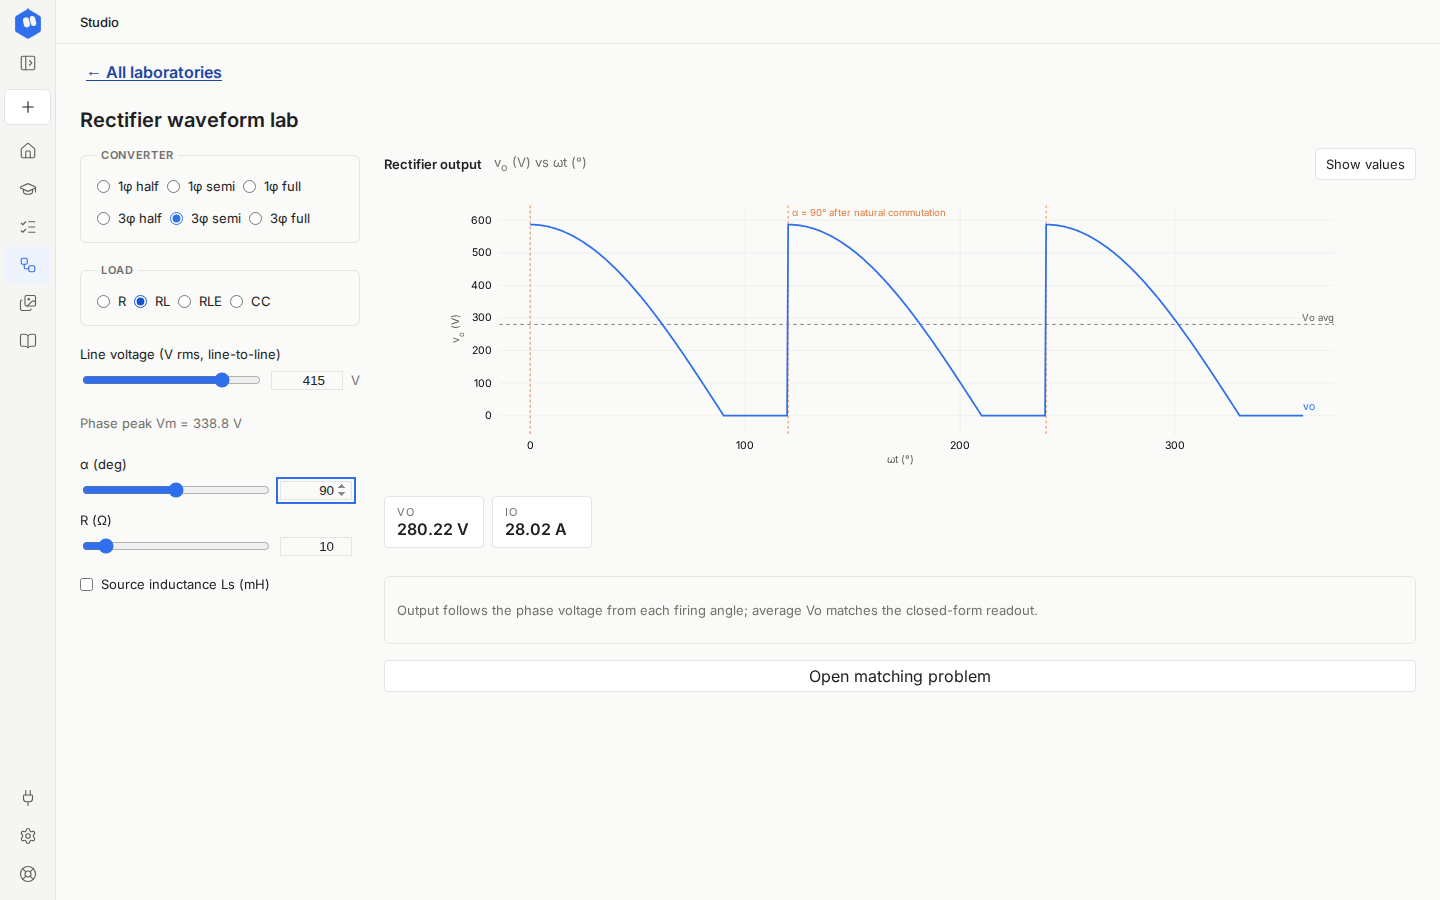 Studio
← All laboratories
Rectifier waveform lab
CONVERTER
1φ half 1φ semi 1φ full
3φ half 3φ semi 3φ full
LOAD
R RL RLE CC
Line voltage (V rms, line-to-line)
415 V
Phase peak Vm = 338.8 V
α (deg)
90
R (Ω)
10
Source inductance Ls (mH)
Rectifier output vo (V) vs ωt (°)
Show values
α = 90° after natural commutation
600
500
400
300
200
100
0
vo (V)
Vo avg
vo
0 100 200 300
ωt (°)
VO
280.22 V
IO
28.02 A
Output follows the phase voltage from each firing angle; average Vo matches the closed-form readout.
Open matching problem